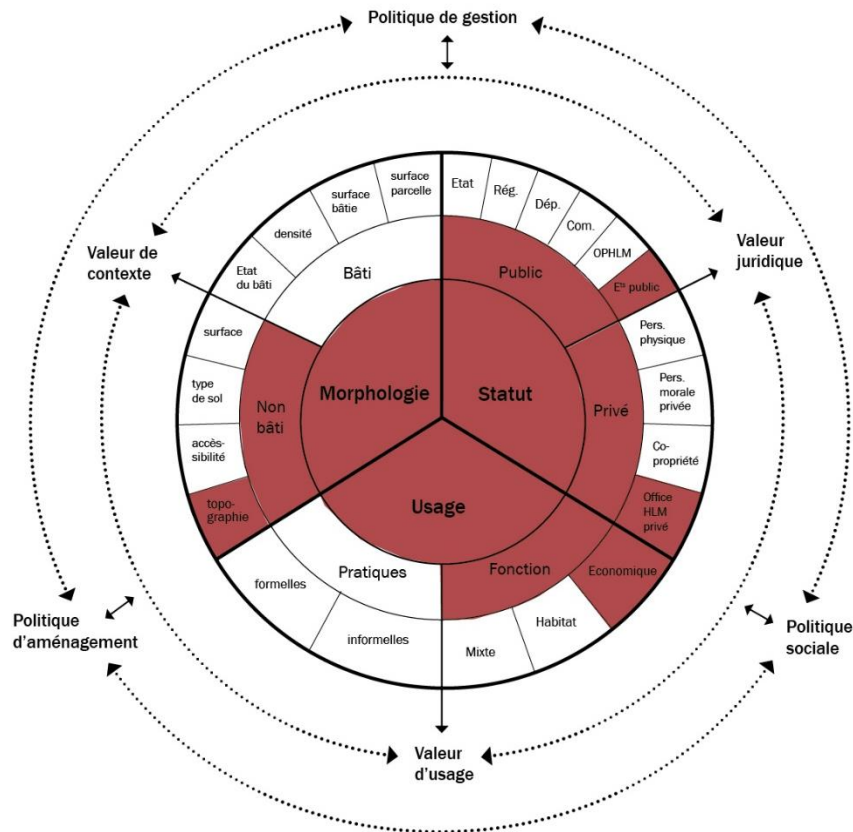 Politique de gestion
Valeur de
contexte
Valeur
juridique
Politique
d'aménagement
Politique
sociale
Valeur
d'usage
Morphologie
Statut
Usage
Bâti
Non
bâti
Public
Privé
Pratiques
Fonction
surface
parcelle
surface
bâtie
densité
Etat
du bâti
surface
type
de sol
accès-
sibilité
topo-
graphie
Etat
Rég.
Dép.
Com.
OPHLM
Ets public
Pers.
physique
Pers.
morale
privée
Co-
propriété
Office
HLM
privé
Economique
Habitat
Mixte
informelles
formelles